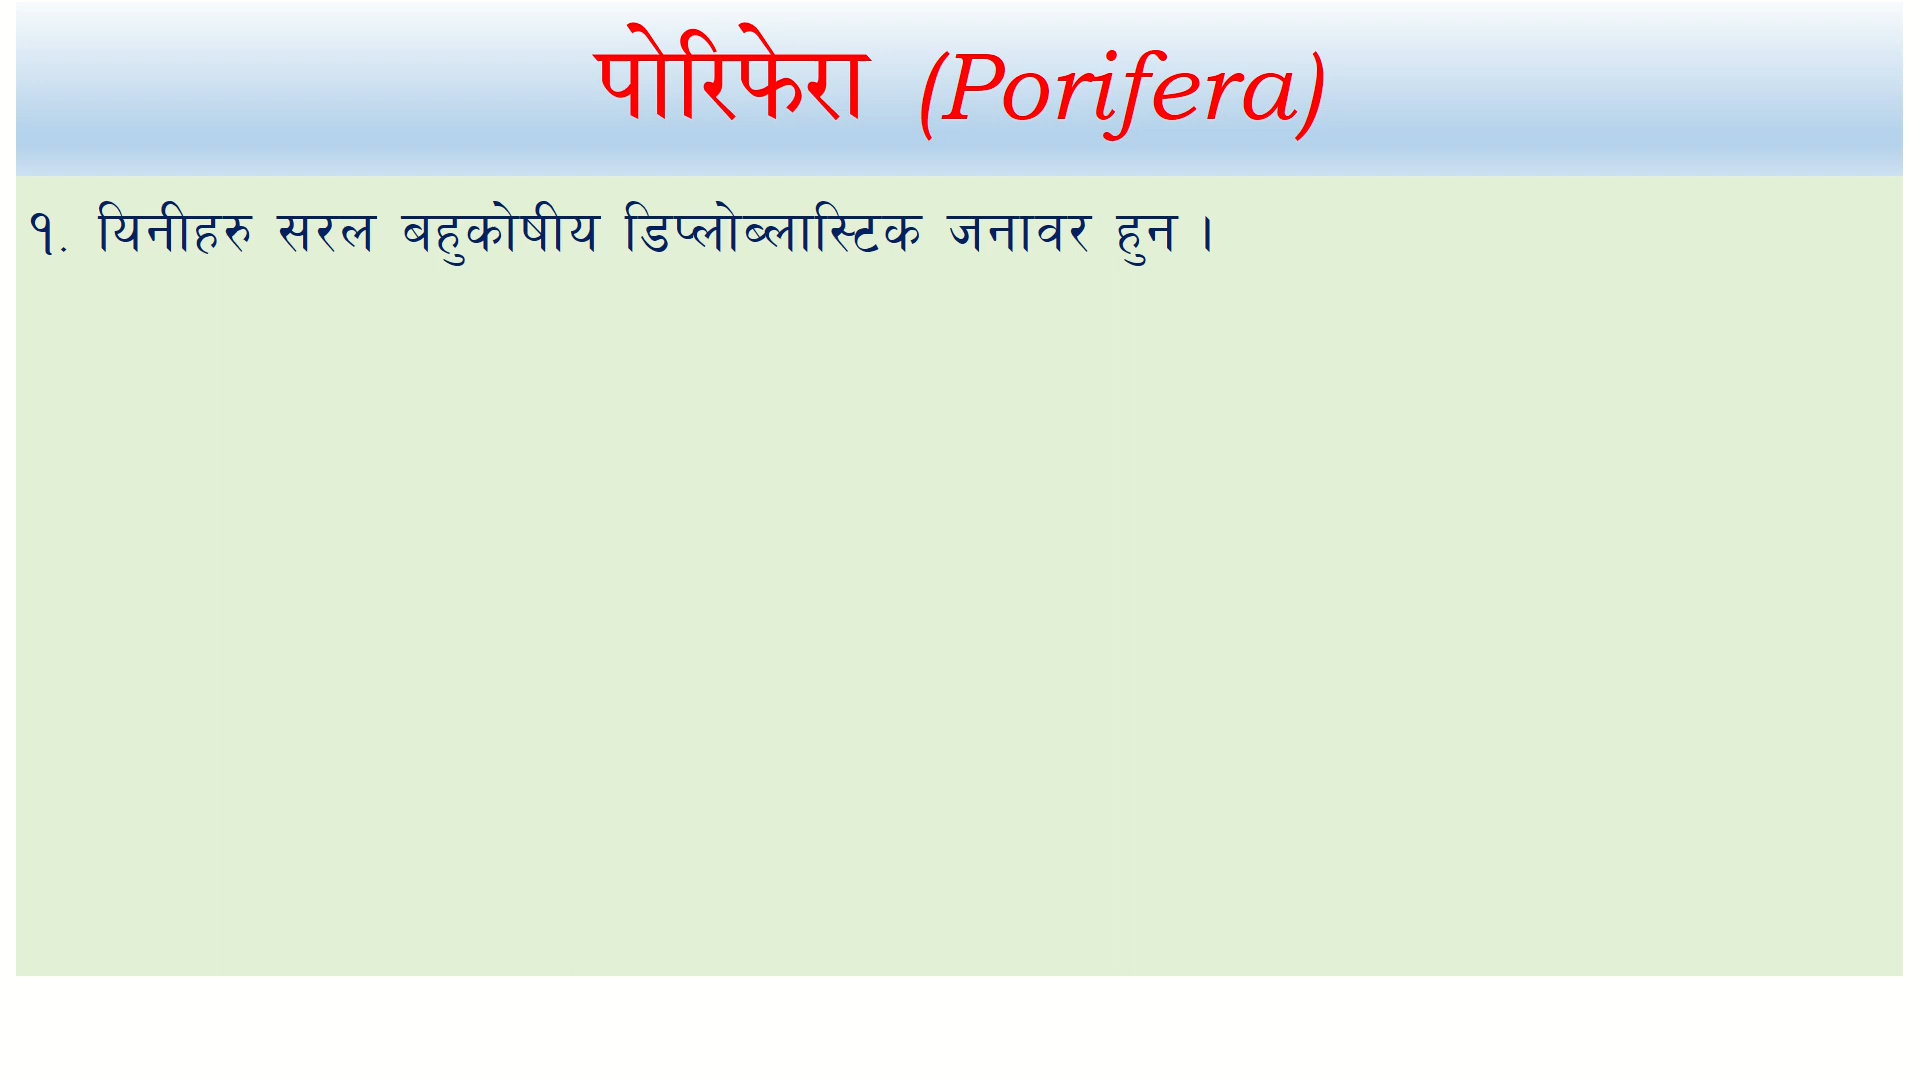 पोरिफेरा (Porifera)
१. यिनीहरु सरल बहुकोषीय डिप्लोब्लास्टिक जनावर हुन ।